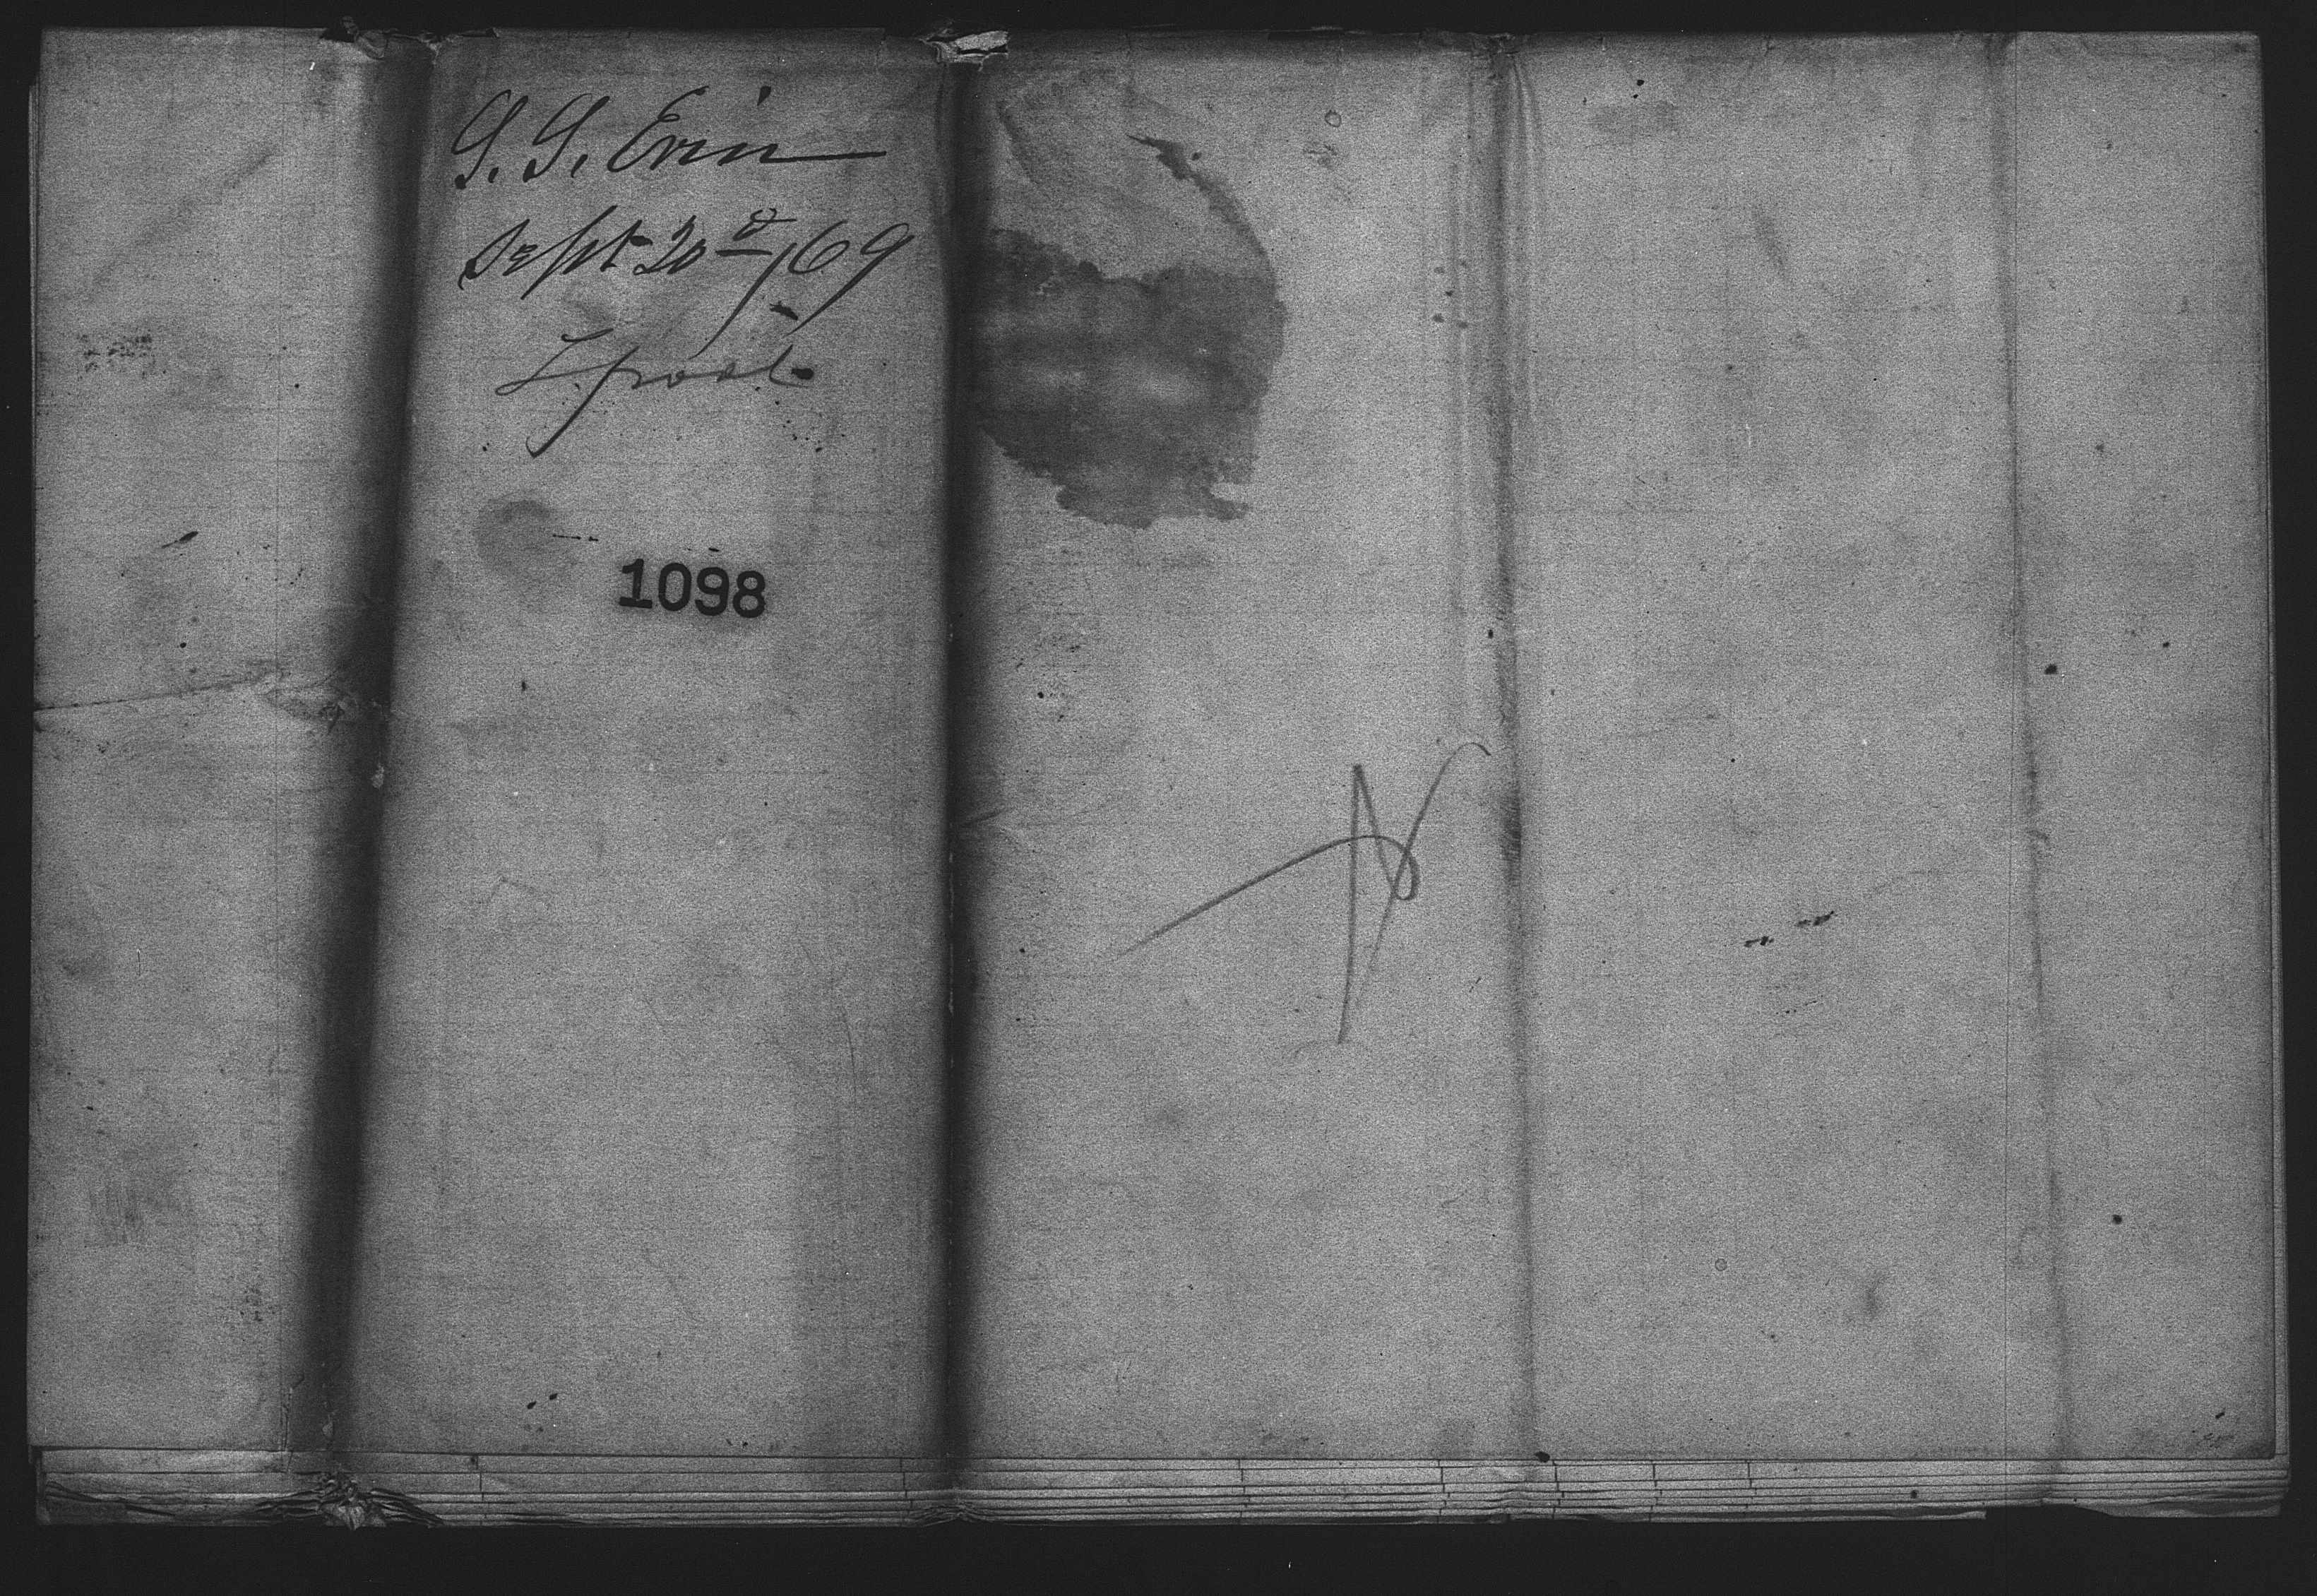 S. S. Erin
Sept 20th/69
L'pool
1098
N